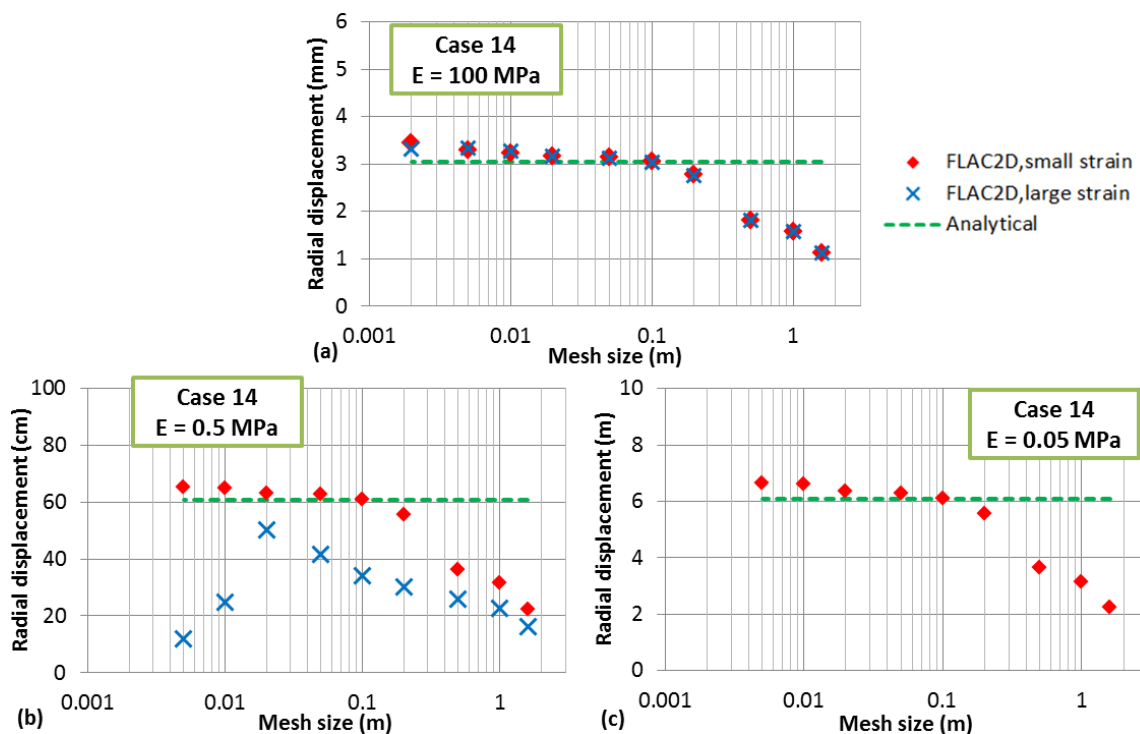 Case 14
E = 100 MPa
Radial displacement (mm)
6
5
4
3
2
1
0
0.001 0.01 0.1 1
Mesh size (m)
(a)
FLAC2D,small strain
FLAC2D,large strain
Analytical
Case 14
E = 0.5 MPa
Radial displacement (cm)
100
80
60
40
20
0
0.001 0.01 0.1 1
Mesh size (m)
(b)
Case 14
E = 0.05 MPa
Radial displacement (m)
10
8
6
4
2
0
0.001 0.01 0.1 1
Mesh size (m)
(c)